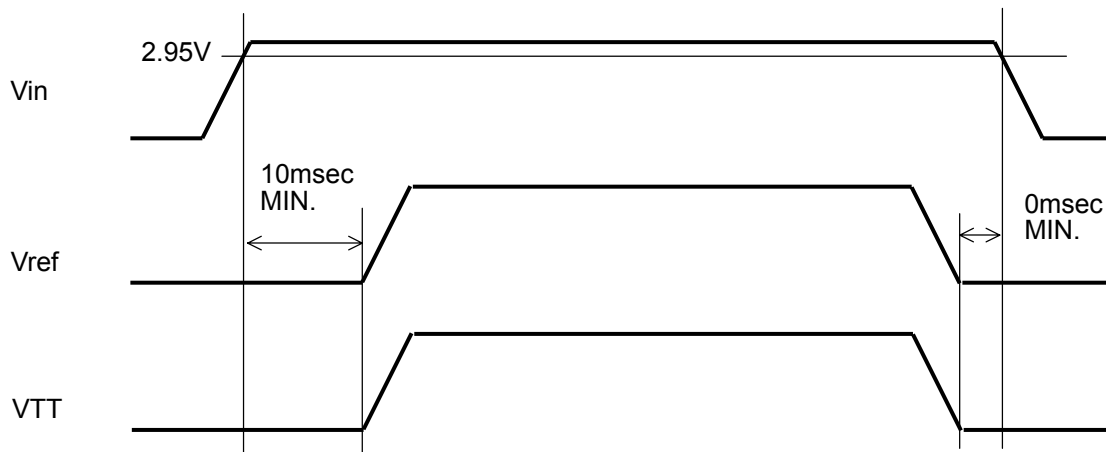 2.95V
Vin
10msec
MIN.
0msec
MIN.
Vref
VTT